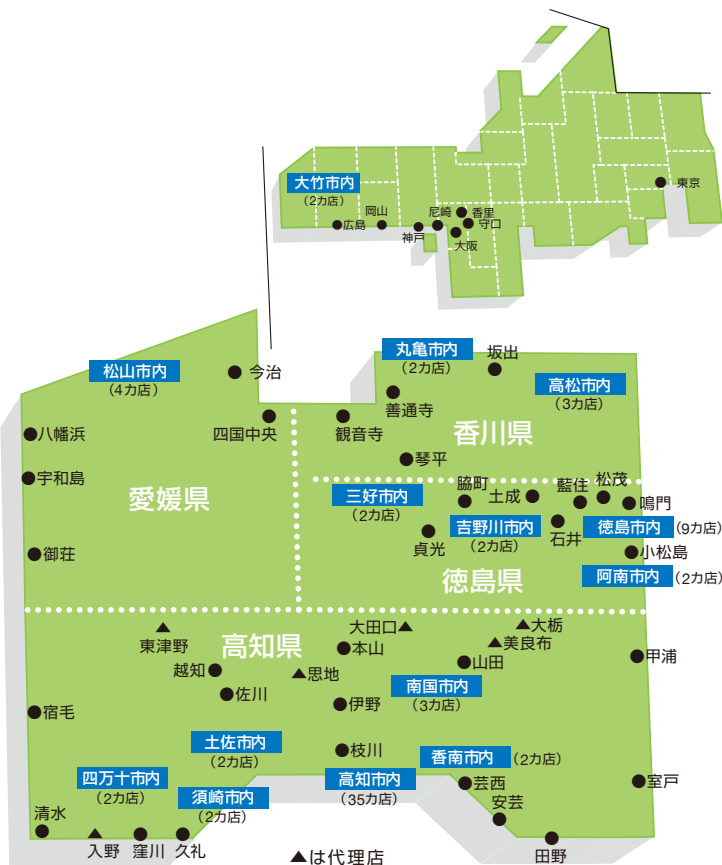 大竹市内
(2カ店)
東京
岡山
尼崎
香里
広島
守口
神戸
大阪
丸亀市内
(2カ店)
坂出
松山市内
(4カ店)
今治
高松市内
(3カ店)
善通寺
八幡浜
四国中央
観音寺
香川県
琴平
宇和島
愛媛県
三好市内
(2カ店)
脇町
土成
藍住
松茂
鳴門
吉野川市内
(2カ店)
石井
徳島市内
(9カ店)
貞光
御荘
小松島
徳島県
阿南市内
(2カ店)
東津野
高知県
大田口
大栃
美良布
本山
甲浦
越知
思地
山田
佐川
南国市内
(3カ店)
宿毛
伊野
土佐市内
(2カ店)
枝川
香南市内
(2カ店)
四万十市内
(2カ店)
須崎市内
(2カ店)
高知市内
(35カ店)
芸西
室戸
安芸
清水
入野
窪川
久礼
田野
▲は代理店